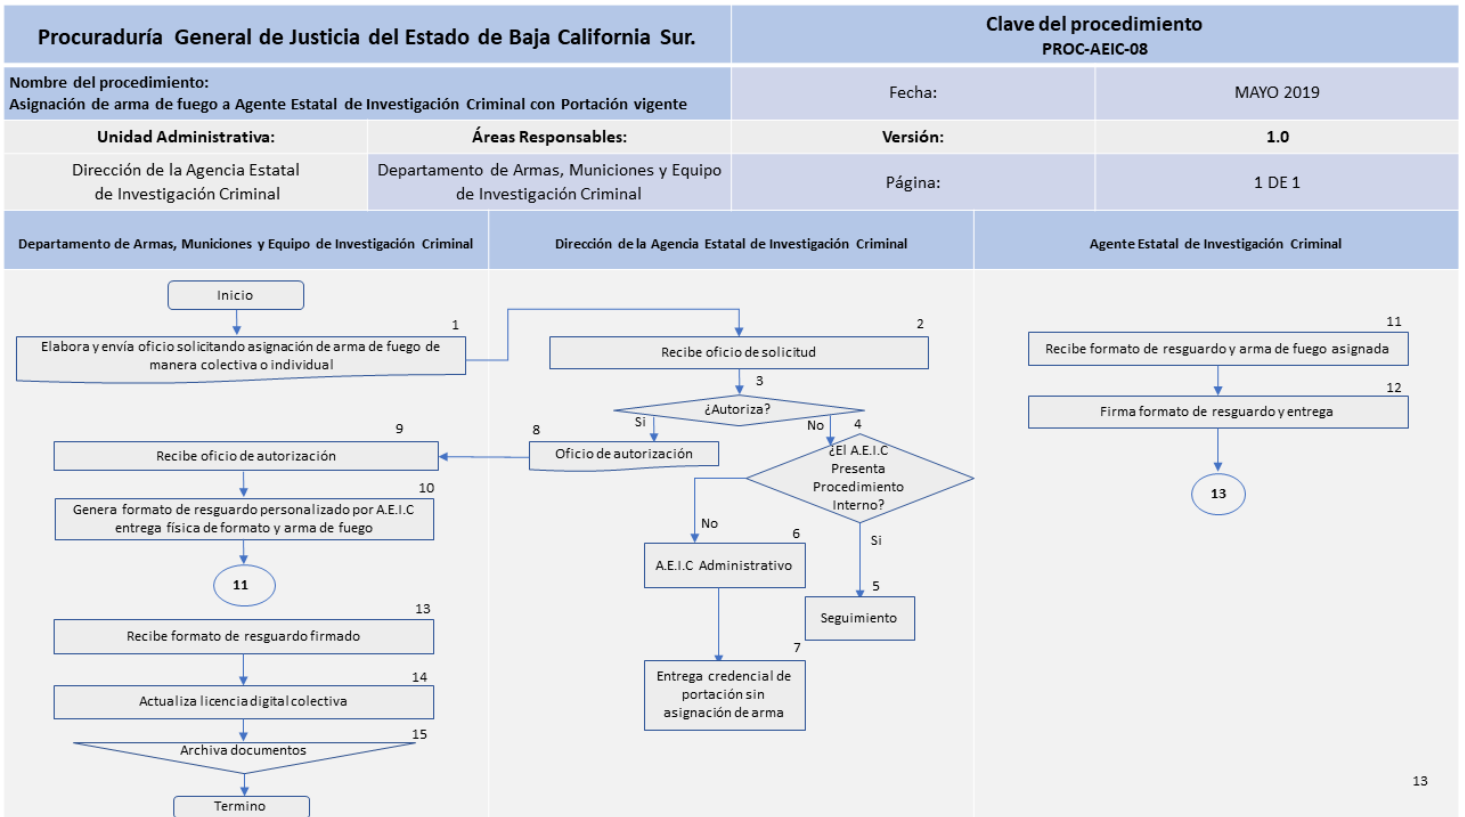 Procuraduría General de Justicia del Estado de Baja California Sur.
Clave del procedimiento
PROC-AEIC-08
Nombre del procedimiento:
Asignación de arma de fuego a Agente Estatal de Investigación Criminal con Portación vigente
Fecha:
MAYO 2019
Unidad Administrativa:
Áreas Responsables:
Versión:
1.0
Dirección de la Agencia Estatal
de Investigación Criminal
Departamento de Armas, Municiones y Equipo
de Investigación Criminal
Página:
1 DE 1
Departamento de Armas, Municiones y Equipo de Investigación Criminal
Dirección de la Agencia Estatal de Investigación Criminal
Agente Estatal de Investigación Criminal
Inicio
1
Elabora y envía oficio solicitando asignación de arma de fuego de
manera colectiva o individual
2
Recibe oficio de solicitud
3
¿Autoriza?
Si
No
4
¿El A.E.I.C
Presenta
Procedimiento
Interno?
No
Si
5
Seguimiento
6
A.E.I.C Administrativo
7
Entrega credencial de
portación sin
asignación de arma
8
Oficio de autorización
9
Recibe oficio de autorización
10
Genera formato de resguardo personalizado por A.E.I.C
entrega física de formato y arma de fuego
11
11
Recibe formato de resguardo y arma de fuego asignada
12
Firma formato de resguardo y entrega
13
13
Recibe formato de resguardo firmado
14
Actualiza licencia digital colectiva
15
Archiva documentos
Termino
13